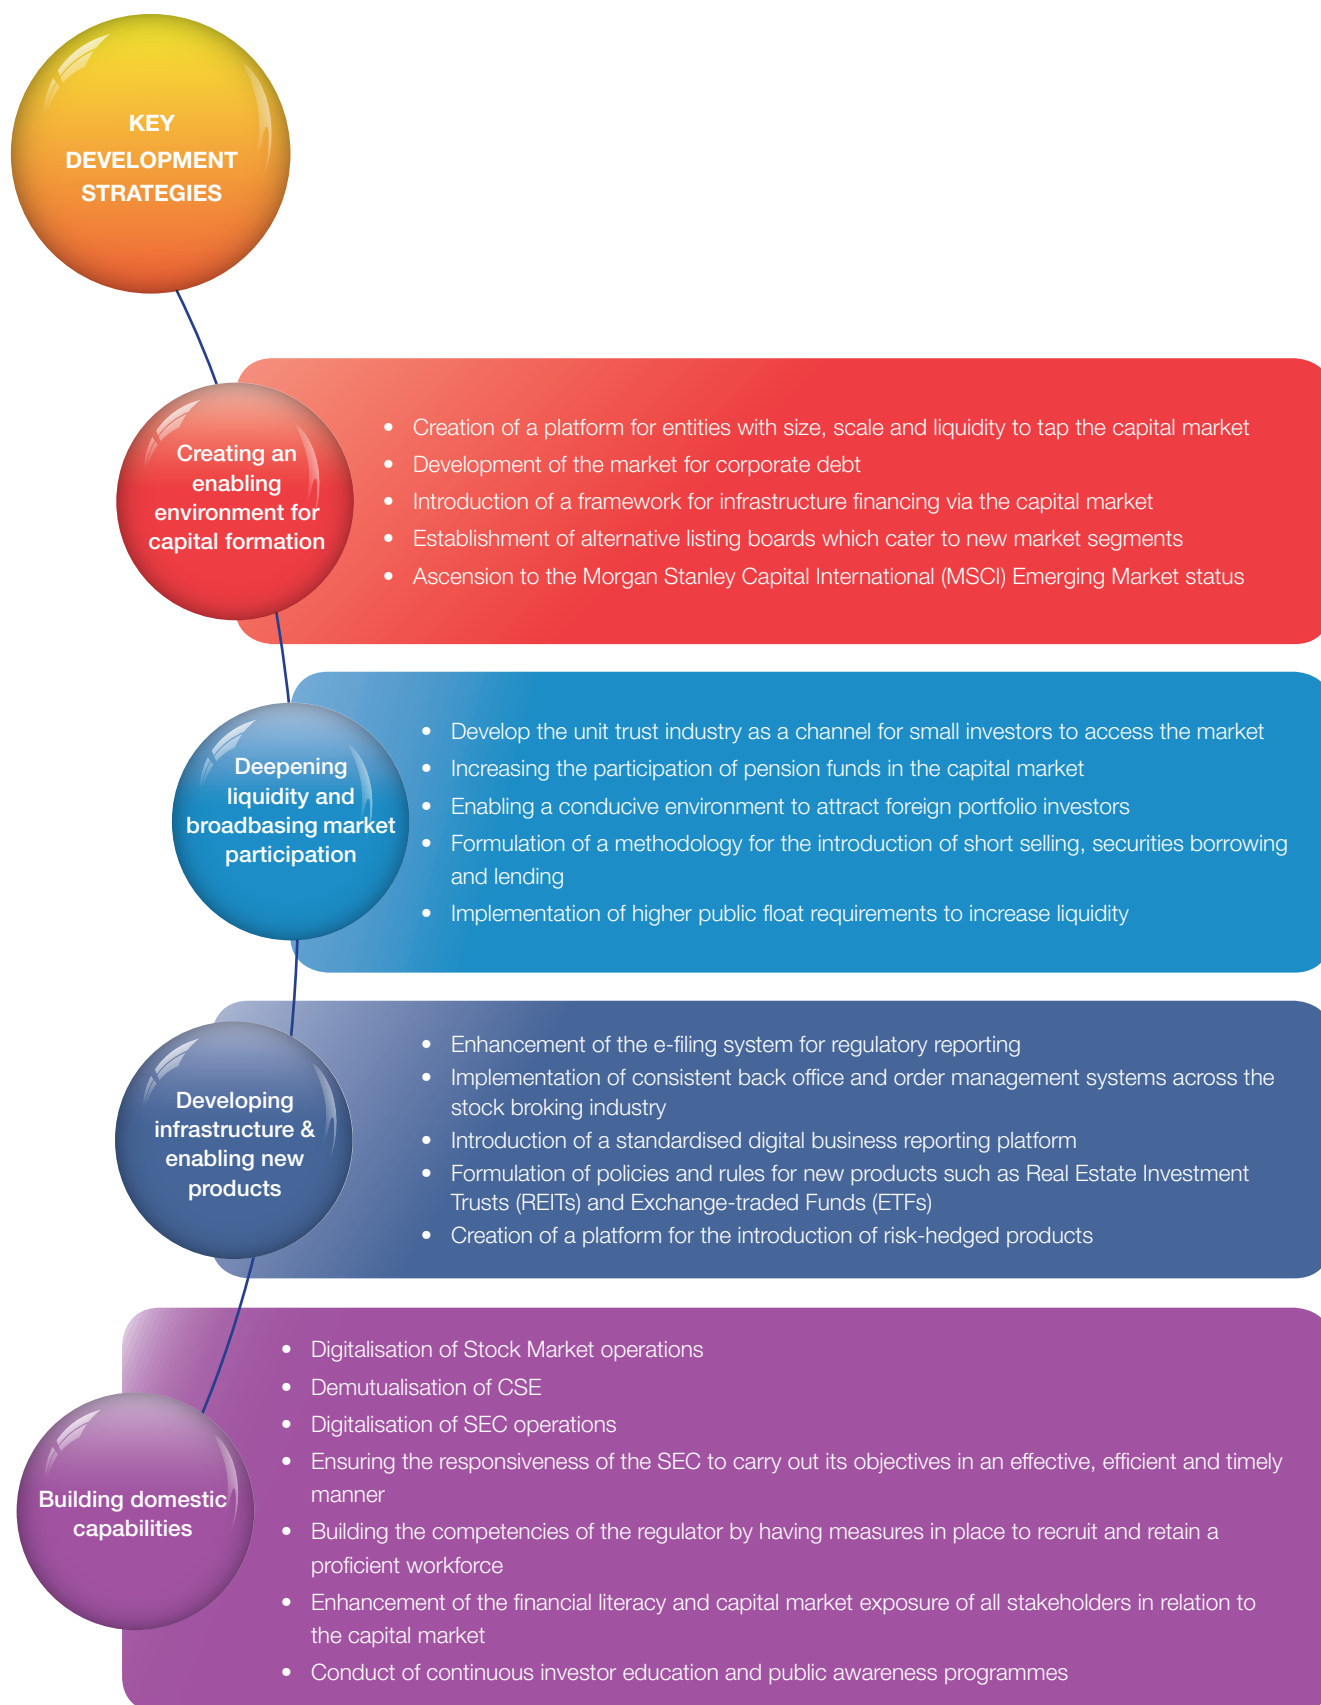 KEY
DEVELOPMENT
STRATEGIES
Creating an
enabling
environment for
capital formation
• Creation of a platform for entities with size, scale and liquidity to tap the capital market
• Development of the market for corporate debt
• Introduction of a framework for infrastructure financing via the capital market
• Establishment of alternative listing boards which cater to new market segments
• Ascension to the Morgan Stanley Capital International (MSCI) Emerging Market status
Deepening
liquidity and
broadbasing market
participation
• Develop the unit trust industry as a channel for small investors to access the market
• Increasing the participation of pension funds in the capital market
• Enabling a conducive environment to attract foreign portfolio investors
• Formulation of a methodology for the introduction of short selling, securities borrowing
and lending
• Implementation of higher public float requirements to increase liquidity
Developing
infrastructure &
enabling new
products
• Enhancement of the e-filing system for regulatory reporting
• Implementation of consistent back office and order management systems across the
stock broking industry
• Introduction of a standardised digital business reporting platform
• Formulation of policies and rules for new products such as Real Estate Investment
Trusts (REITs) and Exchange-traded Funds (ETFs)
• Creation of a platform for the introduction of risk-hedged products
Building domestic
capabilities
• Digitalisation of Stock Market operations
• Demutualisation of CSE
• Digitalisation of SEC operations
• Ensuring the responsiveness of the SEC to carry out its objectives in an effective, efficient and timely
manner
• Building the competencies of the regulator by having measures in place to recruit and retain a
proficient workforce
• Enhancement of the financial literacy and capital market exposure of all stakeholders in relation to
the capital market
• Conduct of continuous investor education and public awareness programmes